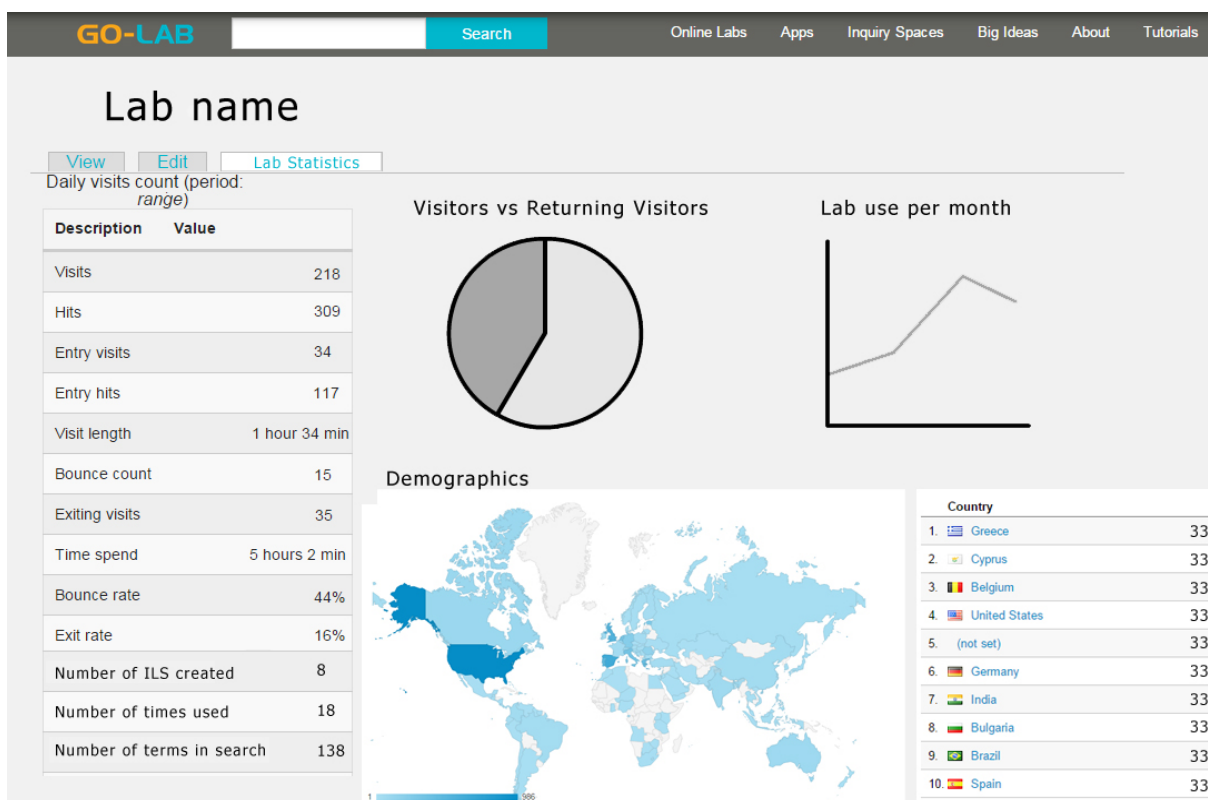 GO-LAB Search Online Labs Apps Inquiry Spaces Big Ideas About Tutorials
Lab name
View Edit Lab Statistics
Daily visits count (period:
range)
Description Value
Visits 218
Hits 309
Entry visits 34
Entry hits 117
Visit length 1 hour 34 min
Bounce count 15
Exiting visits 35
Time spend 5 hours 2 min
Bounce rate 44%
Exit rate 16%
Number of ILS created 8
Number of times used 18
Number of terms in search 138
Visitors vs Returning Visitors
Lab use per month
Demographics
1 986
Country
1. Greece 33
2. Cyprus 33
3. Belgium 33
4. United States 33
5. (not set) 33
6. Germany 33
7. India 33
8. Bulgaria 33
9. Brazil 33
10. Spain 33